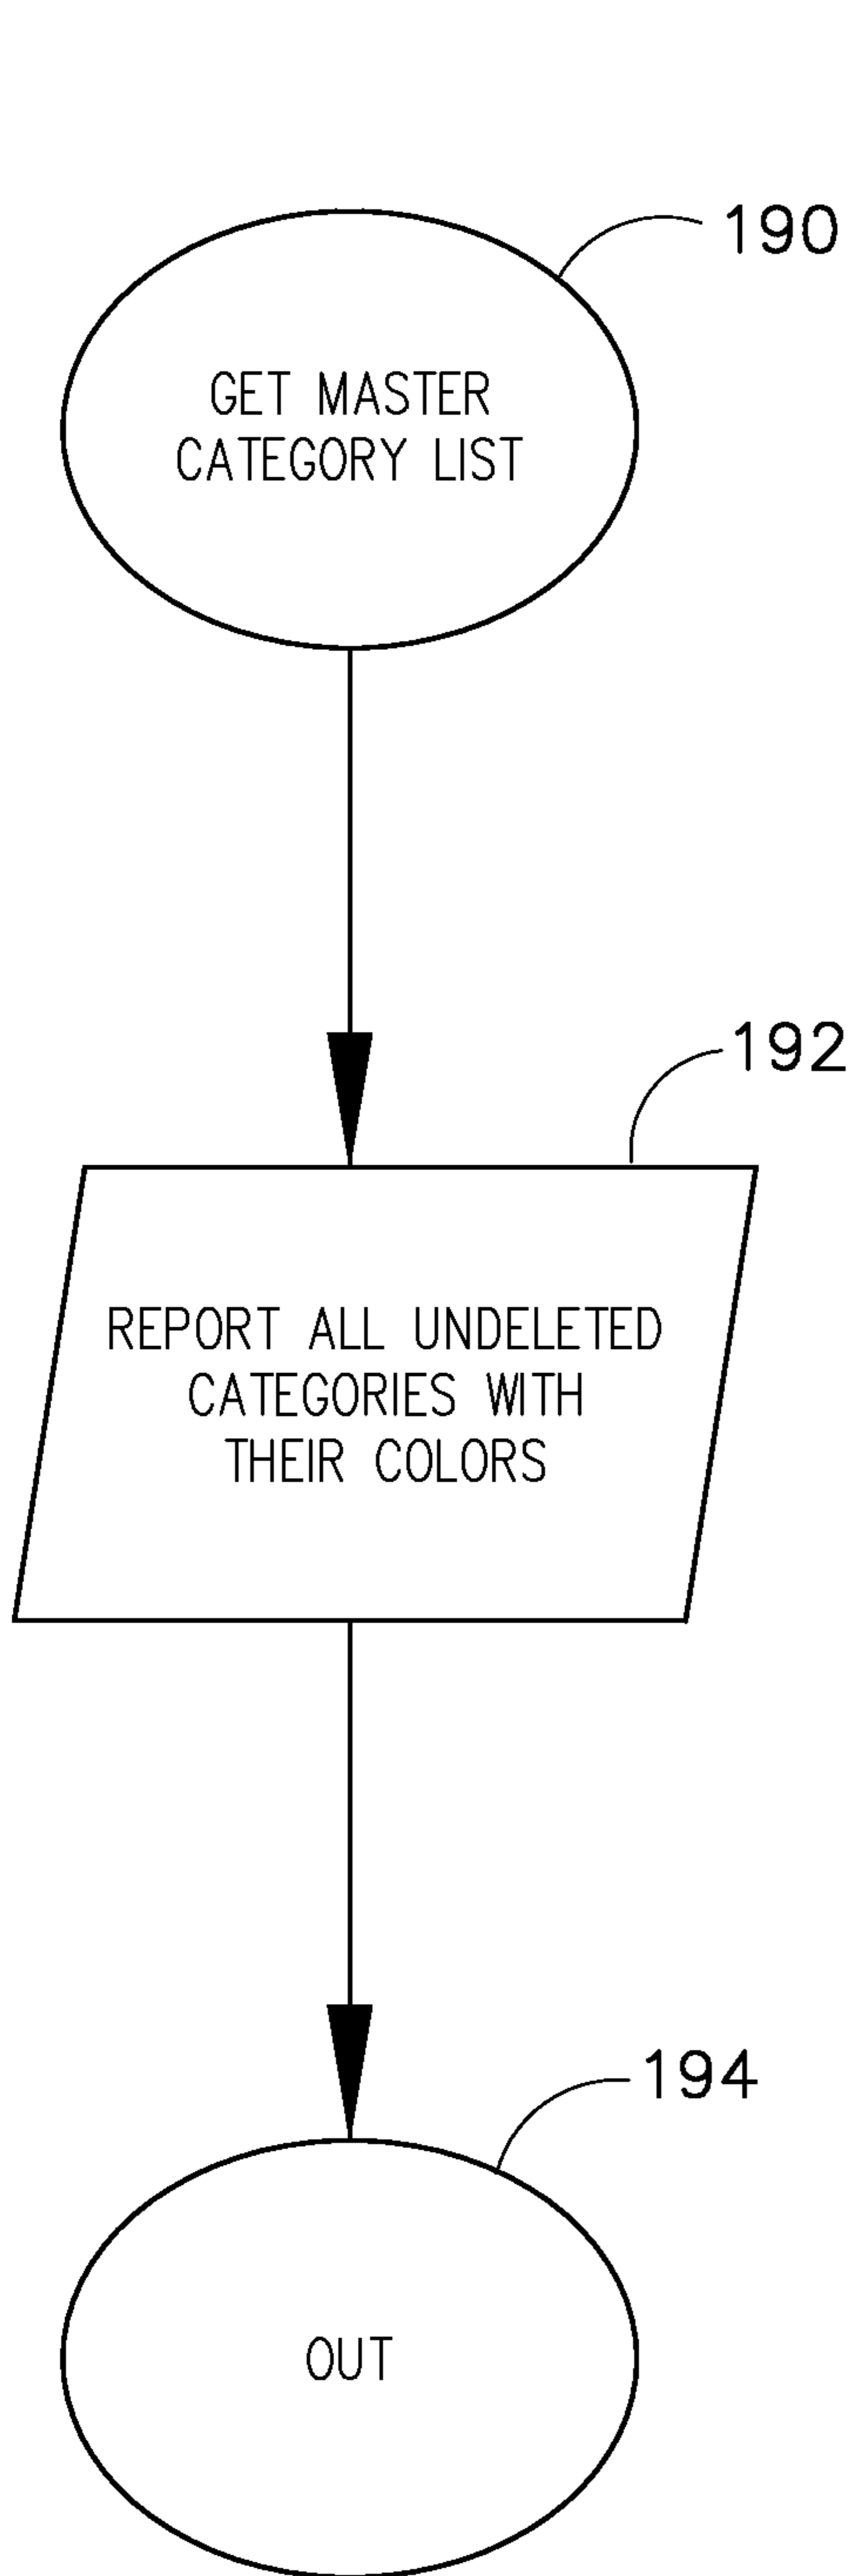 190
GET MASTER
CATEGORY LIST
192
REPORT ALL UNDELETED
CATEGORIES WITH
THEIR COLORS
194
OUT